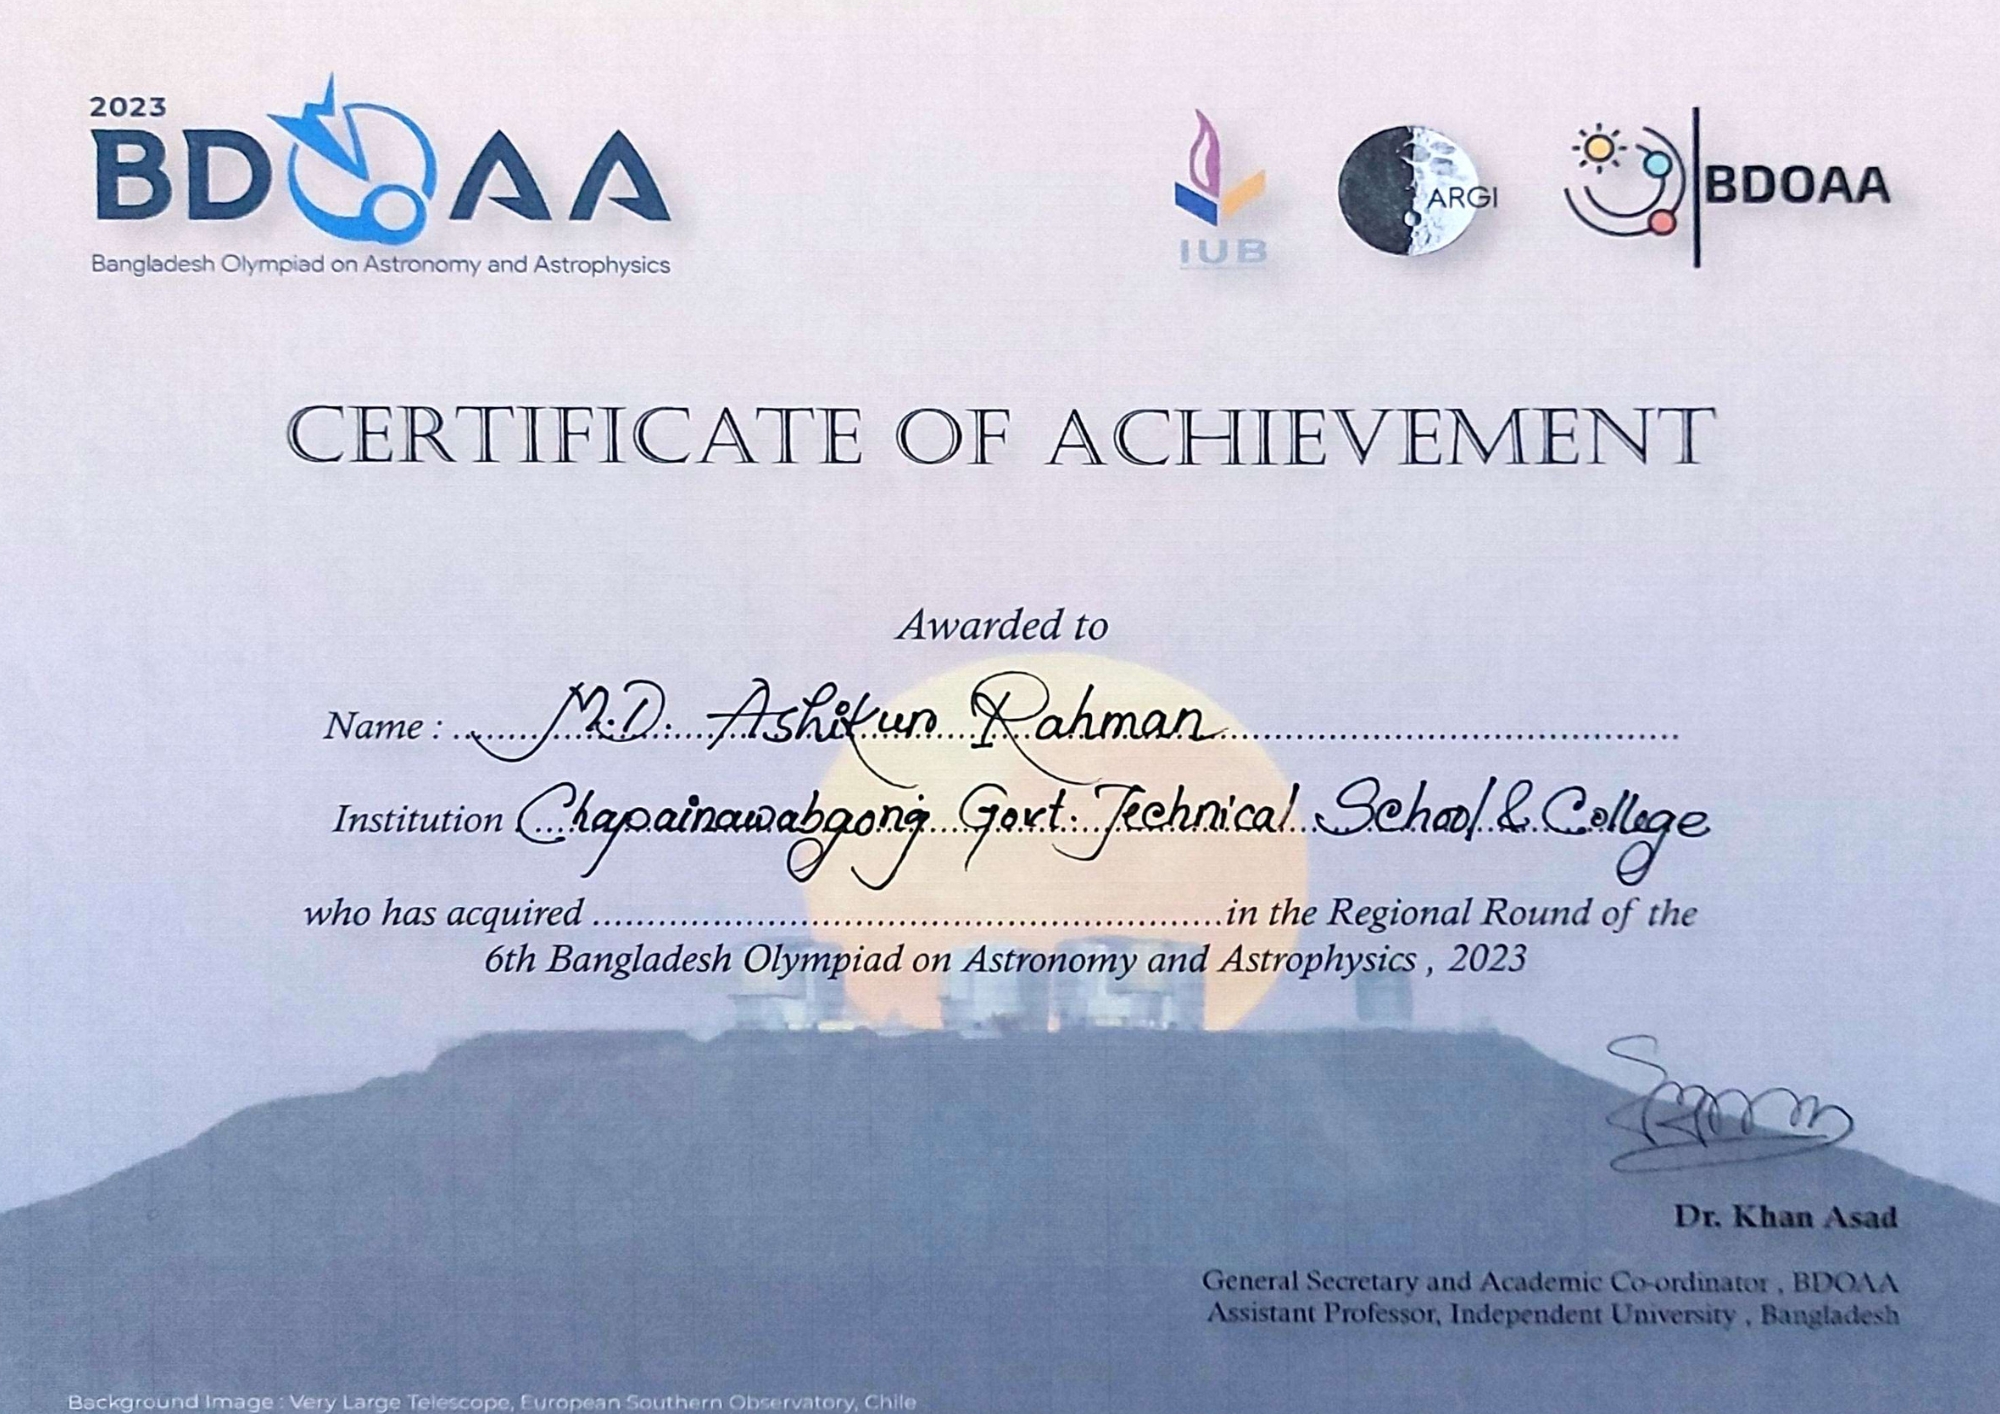 2023
BDOAA
Bangladesh Olympiad on Astronomy and Astrophysics
IUB
ARGI
BDOAA
CERTIFICATE OF ACHIEVEMENT
Awarded to
Name : ..... M.D. Ashikur Rahman .....
Institution Chapainawabgong Govt. Technical School & College
who has acquired ..... in the Regional Round of the
6th Bangladesh Olympiad on Astronomy and Astrophysics , 2023
Dr. Khan Asad
General Secretary and Academic Co-ordinator , BDOAA
Assistant Professor, Independent University , Bangladesh
Background Image : Very Large Telescope, European Southern Observatory, Chile